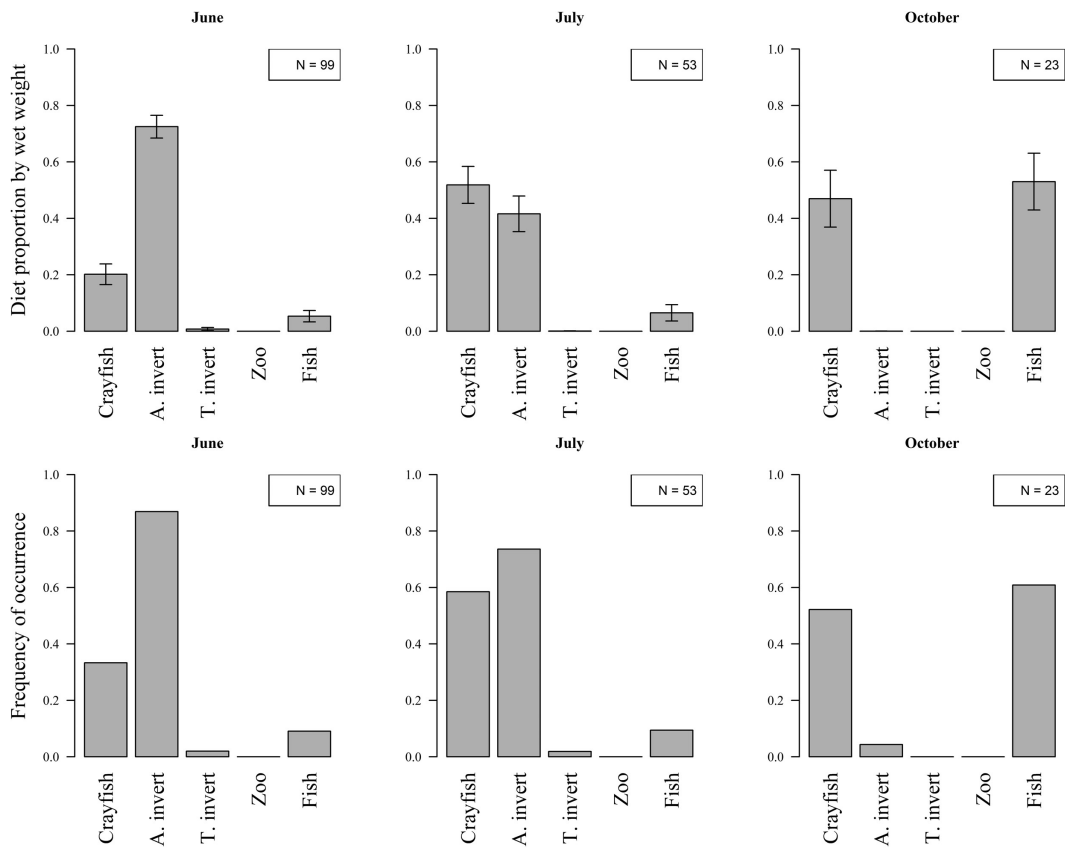 June
July
October
Diet proportion by wet weight
1.0
0.8
0.6
0.4
0.2
0.0
N = 99
Crayfish
A. invert
T. invert
Zoo
Fish
1.0
0.8
0.6
0.4
0.2
0.0
N = 53
Crayfish
A. invert
T. invert
Zoo
Fish
1.0
0.8
0.6
0.4
0.2
0.0
N = 23
Crayfish
A. invert
T. invert
Zoo
Fish
June
July
October
Frequency of occurrence
1.0
0.8
0.6
0.4
0.2
0.0
N = 99
Crayfish
A. invert
T. invert
Zoo
Fish
1.0
0.8
0.6
0.4
0.2
0.0
N = 53
Crayfish
A. invert
T. invert
Zoo
Fish
1.0
0.8
0.6
0.4
0.2
0.0
N = 23
Crayfish
A. invert
T. invert
Zoo
Fish